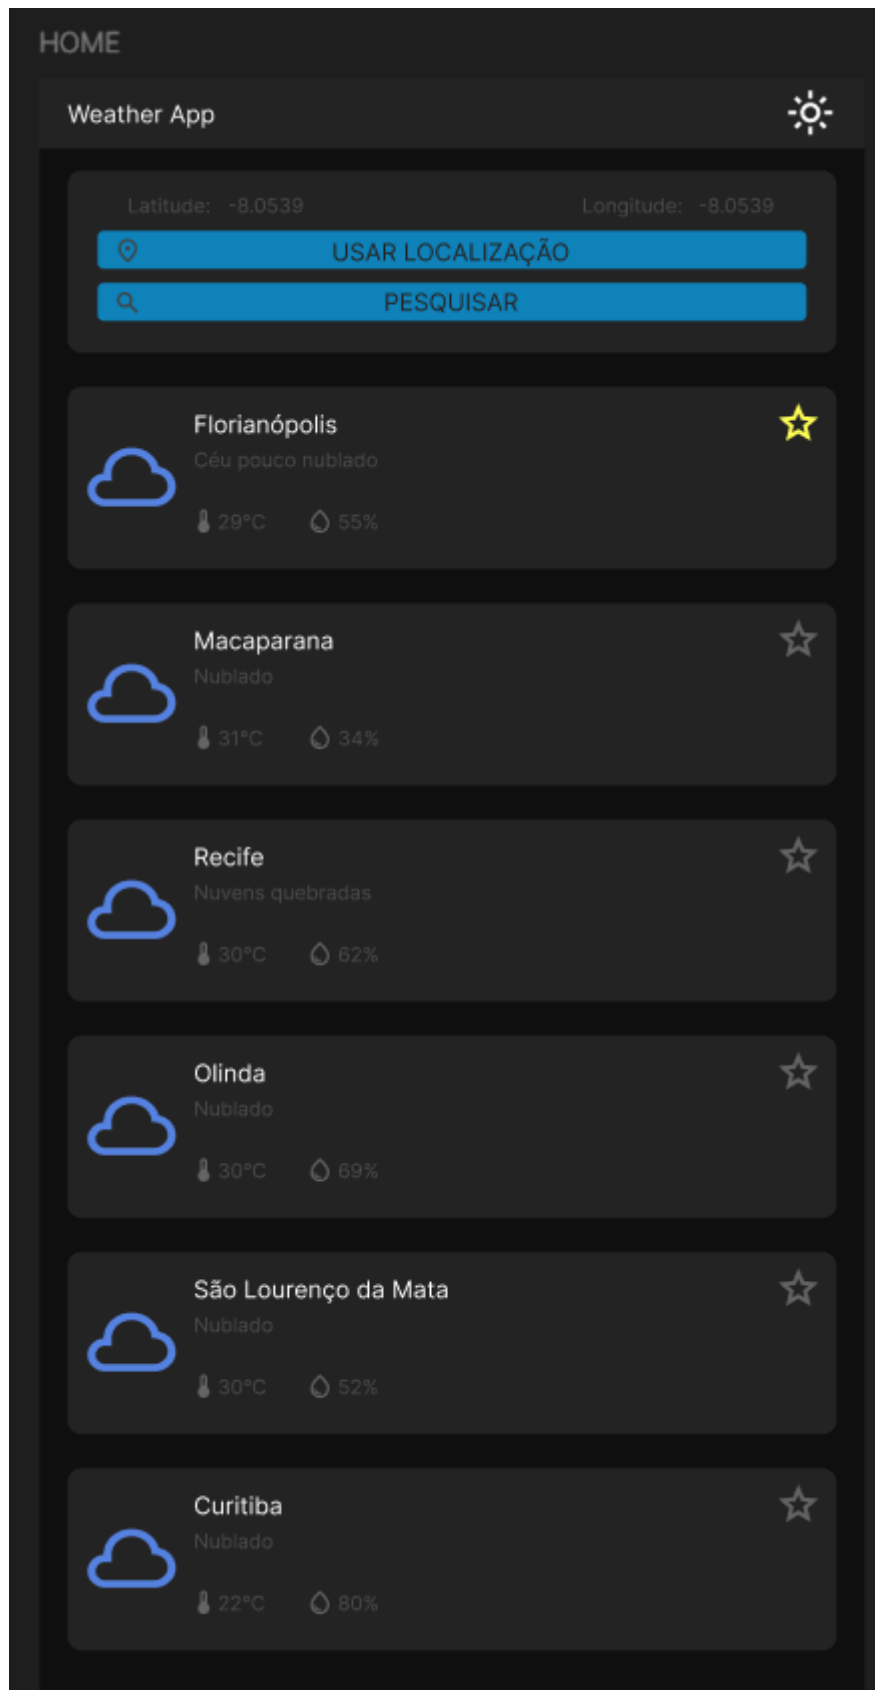 HOME
Weather App
Latitude: -8.0539 Longitude: -8.0539
USAR LOCALIZAÇÃO
PESQUISAR
Florianópolis
Céu pouco nublado
29°C 55%
Macaparana
Nublado
31°C 34%
Recife
Nuvens quebradas
30°C 62%
Olinda
Nublado
30°C 69%
São Lourenço da Mata
Nublado
30°C 52%
Curitiba
Nublado
22°C 80%